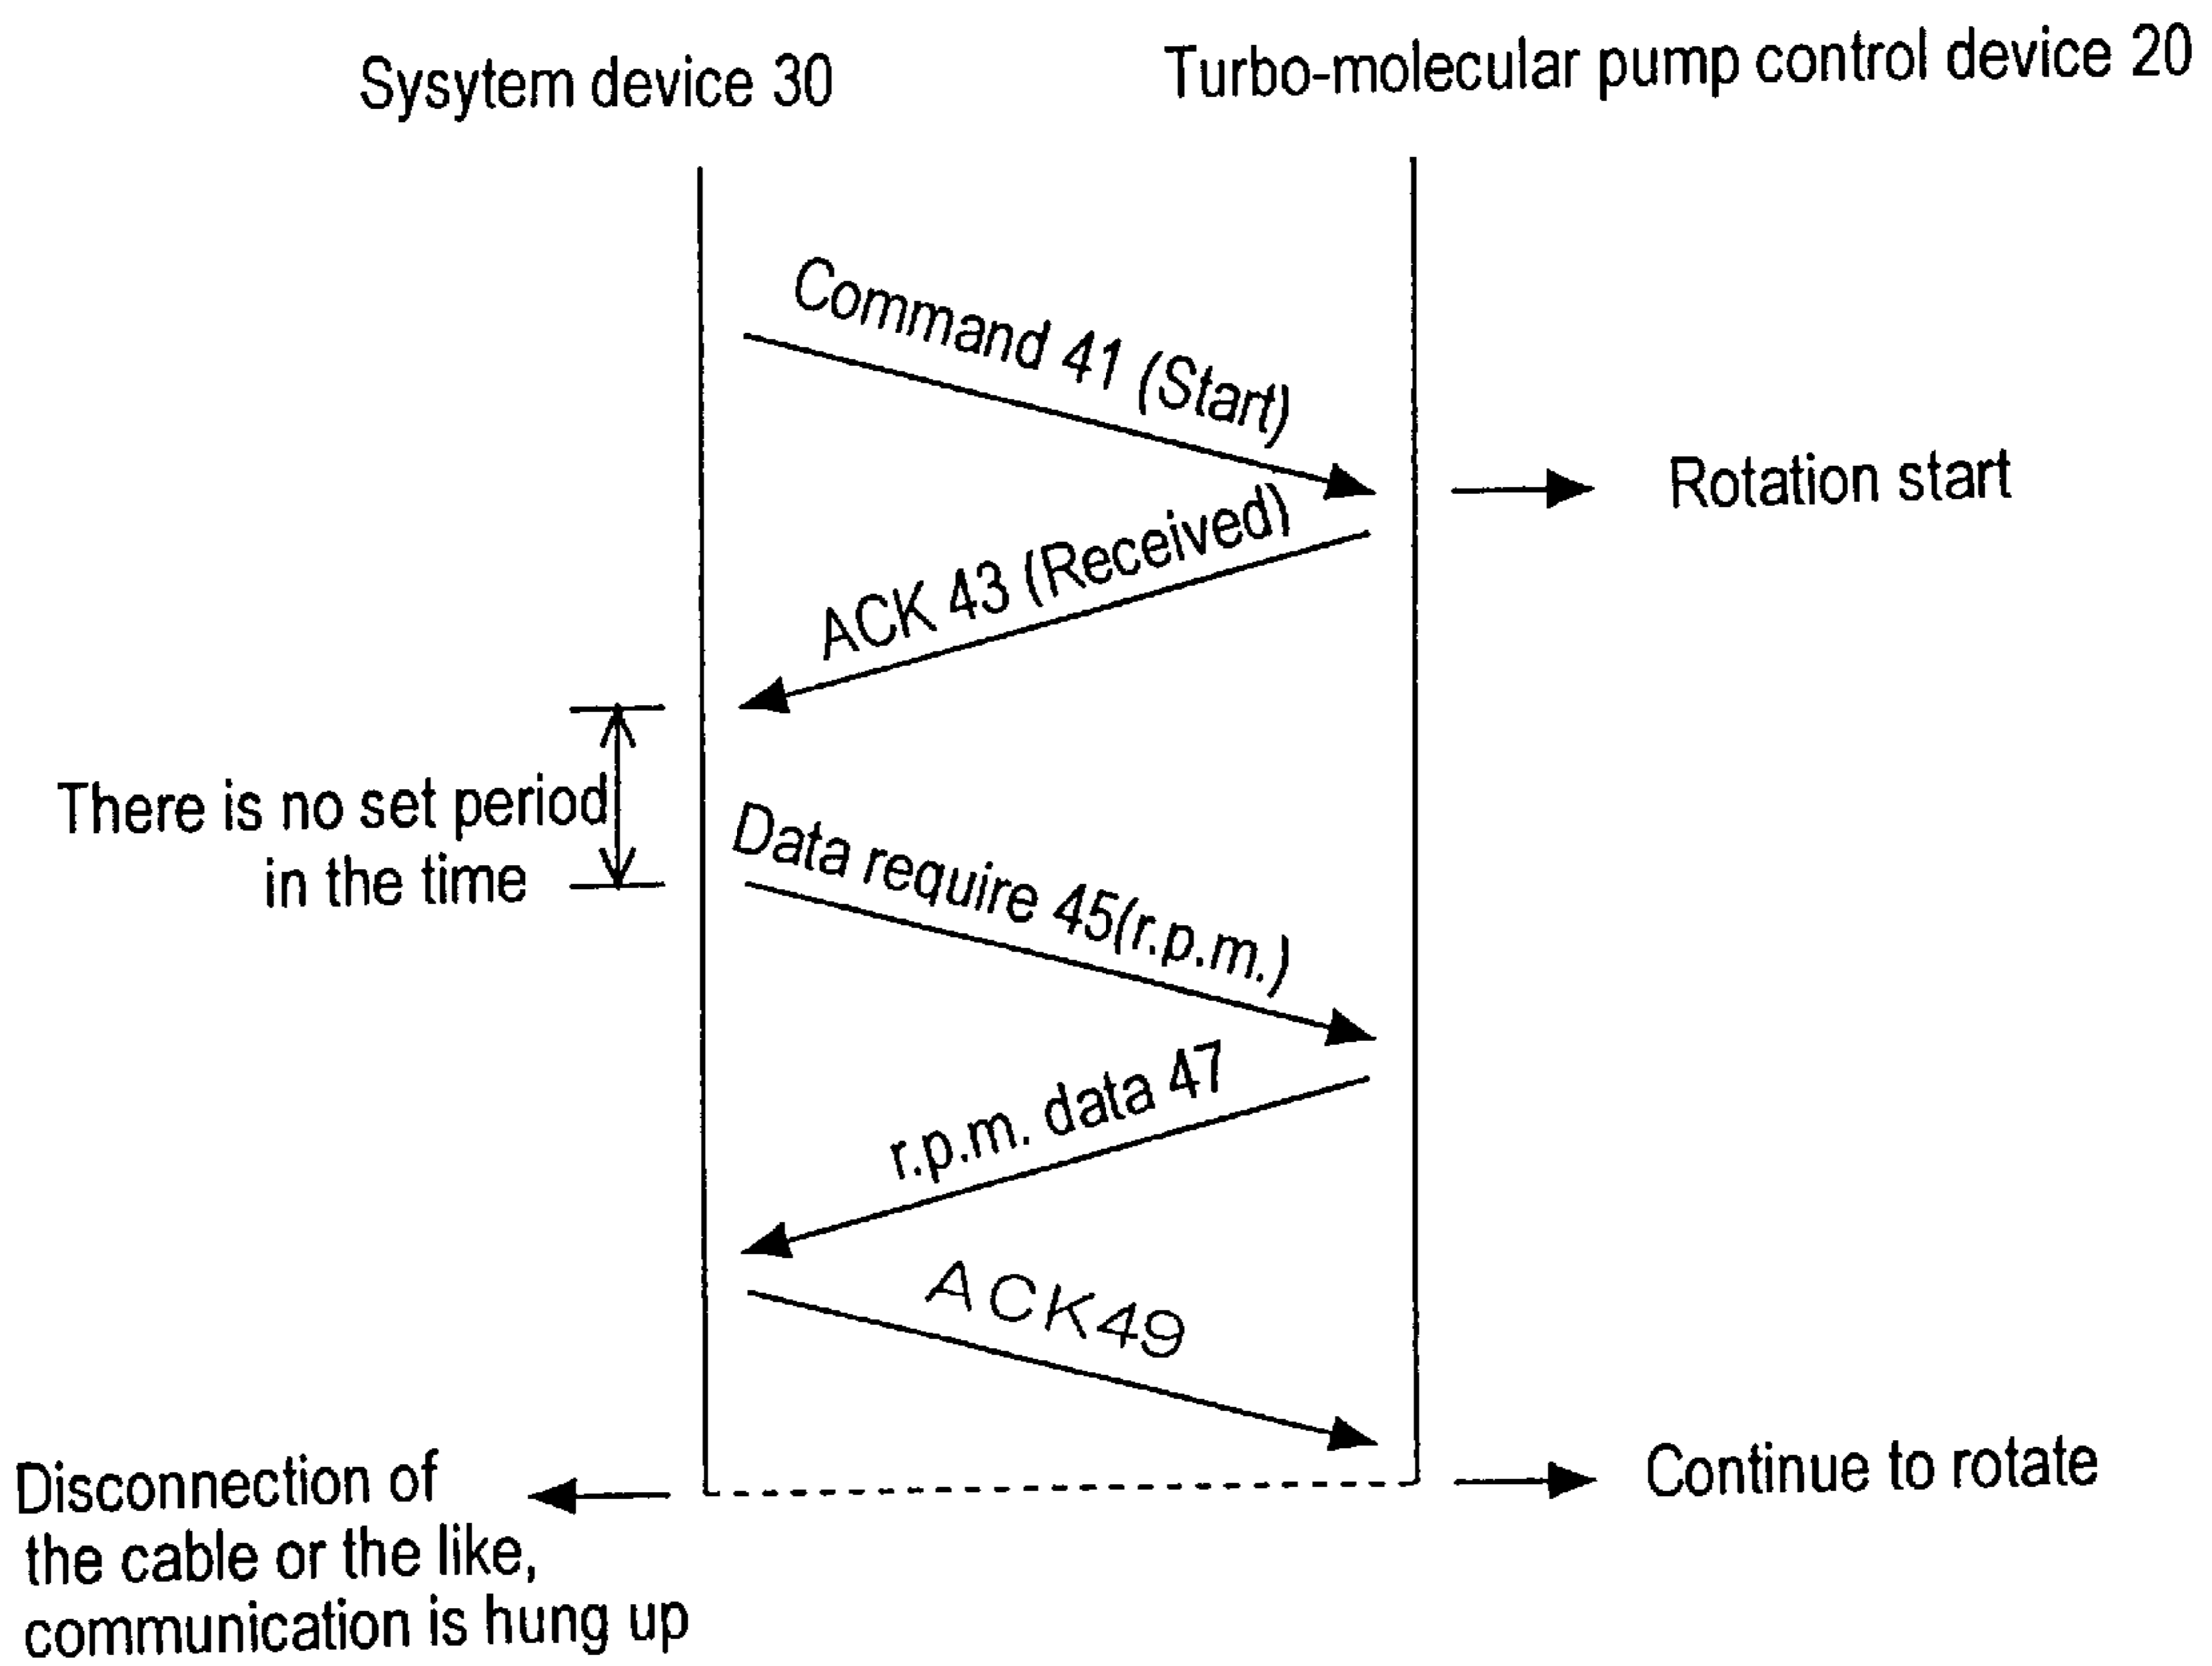 Sysytem device 30
Turbo-molecular pump control device 20
Command 41 (Start)
Rotation start
ACK 43 (Received)
There is no set period
in the time
Data require 45(r.p.m.)
r.p.m. data 47
ACK49
Disconnection of
the cable or the like,
communication is hung up
Continue to rotate